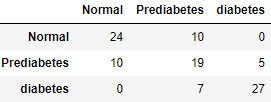 Normal Prediabetes diabetes
Normal 24 10 0
Prediabetes 10 19 5
diabetes 0 7 27